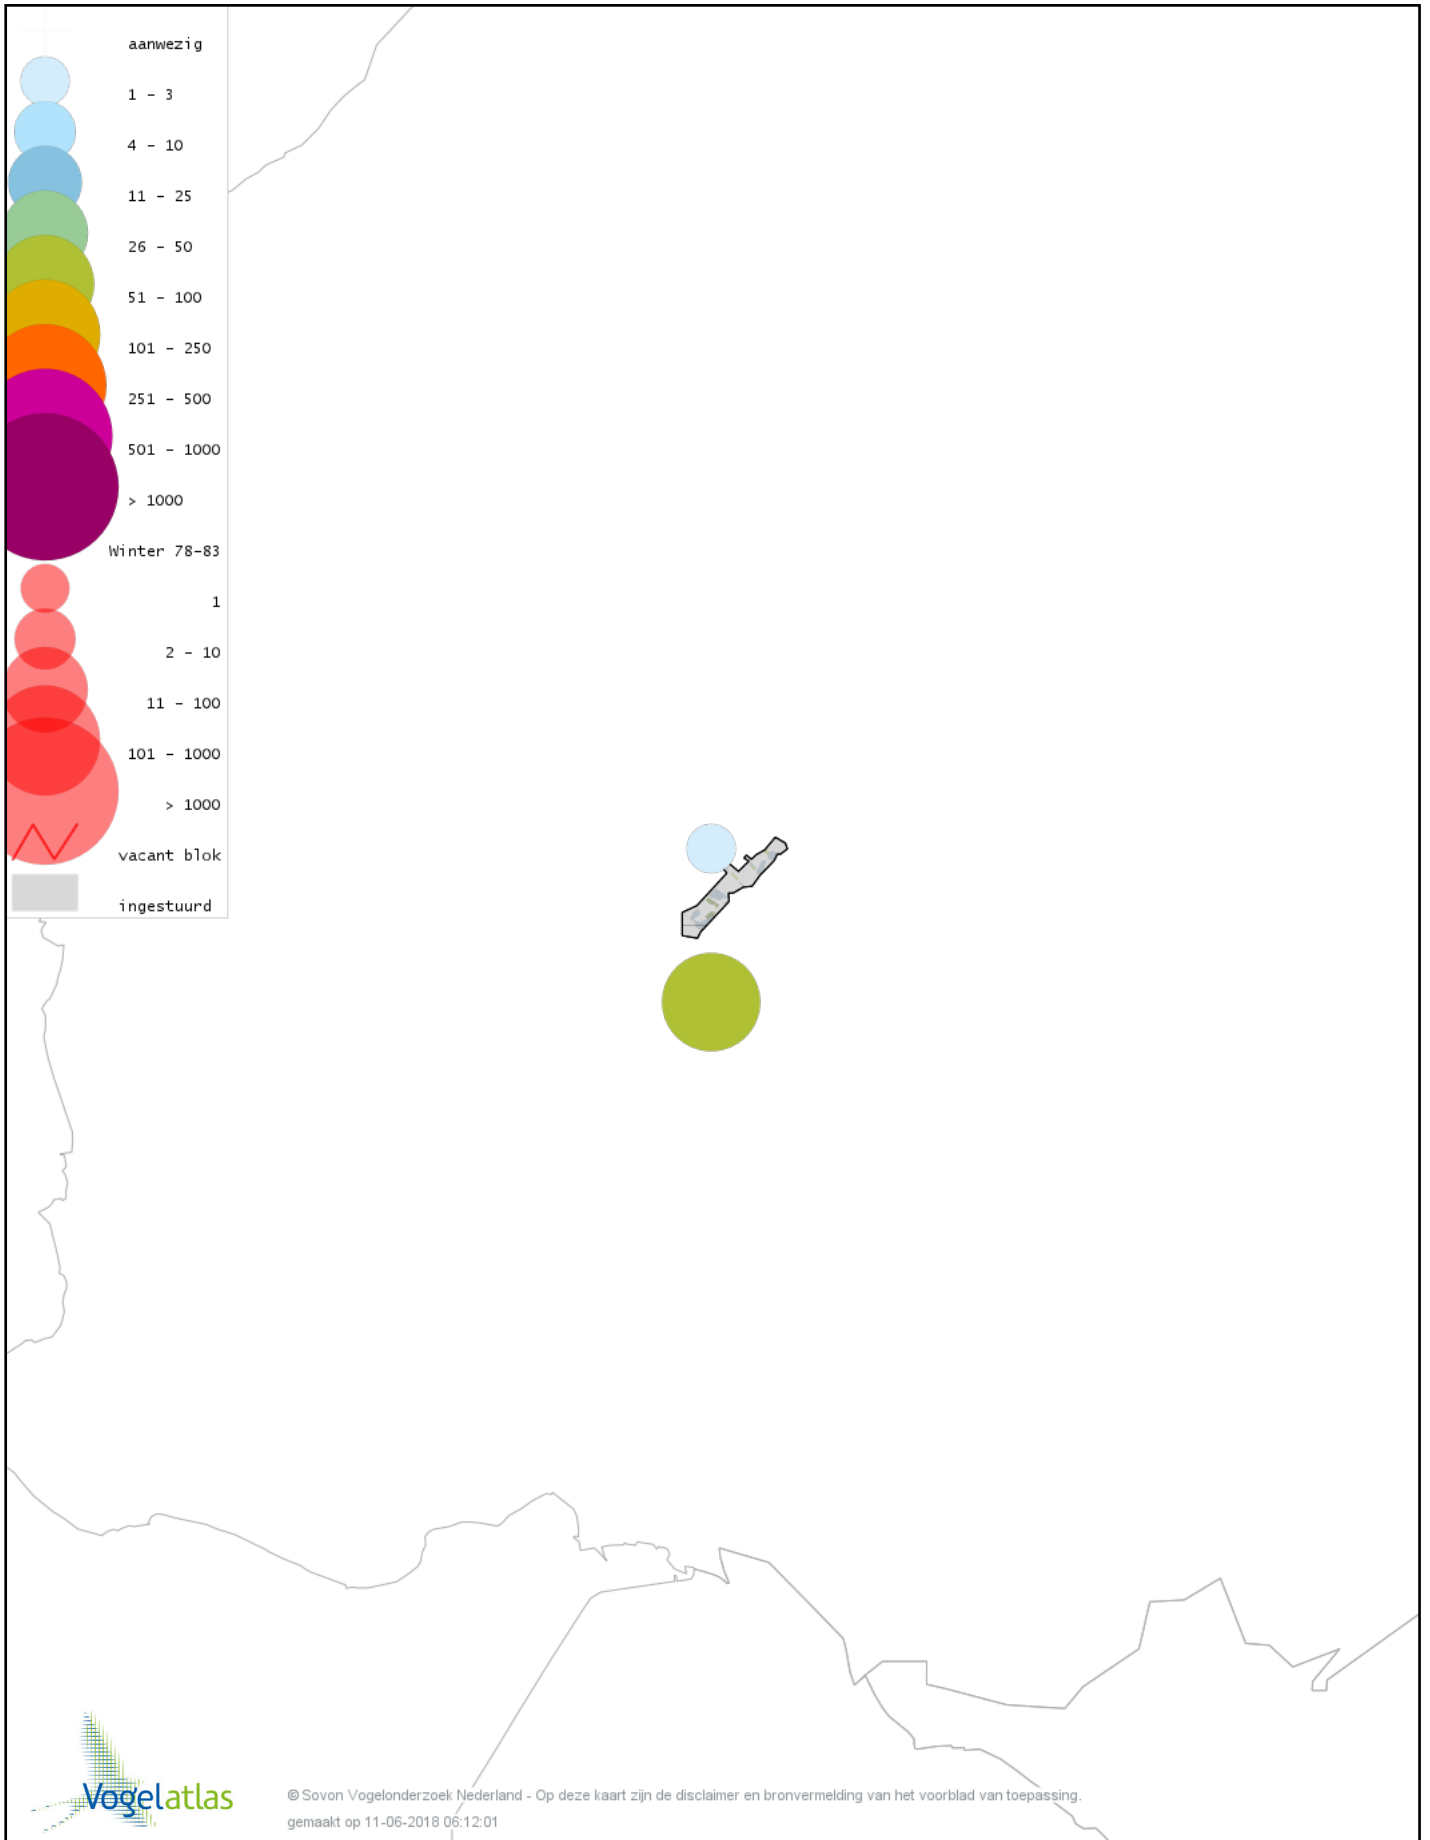 aanwezig
1 - 3
4 - 10
11 - 25
26 - 50
51 - 100
101 - 250
251 - 500
501 - 1000
> 1000
Winter 78-83
1
2 - 10
11 - 100
101 - 1000
> 1000
vacant blok
ingestuurd
Vogelatlas
© Sovon Vogelonderzoek Nederland - Op deze kaart zijn de disclaimer en bronvermelding van het voorblad van toepassing.
gemaakt op 11-06-2018 06:12:01